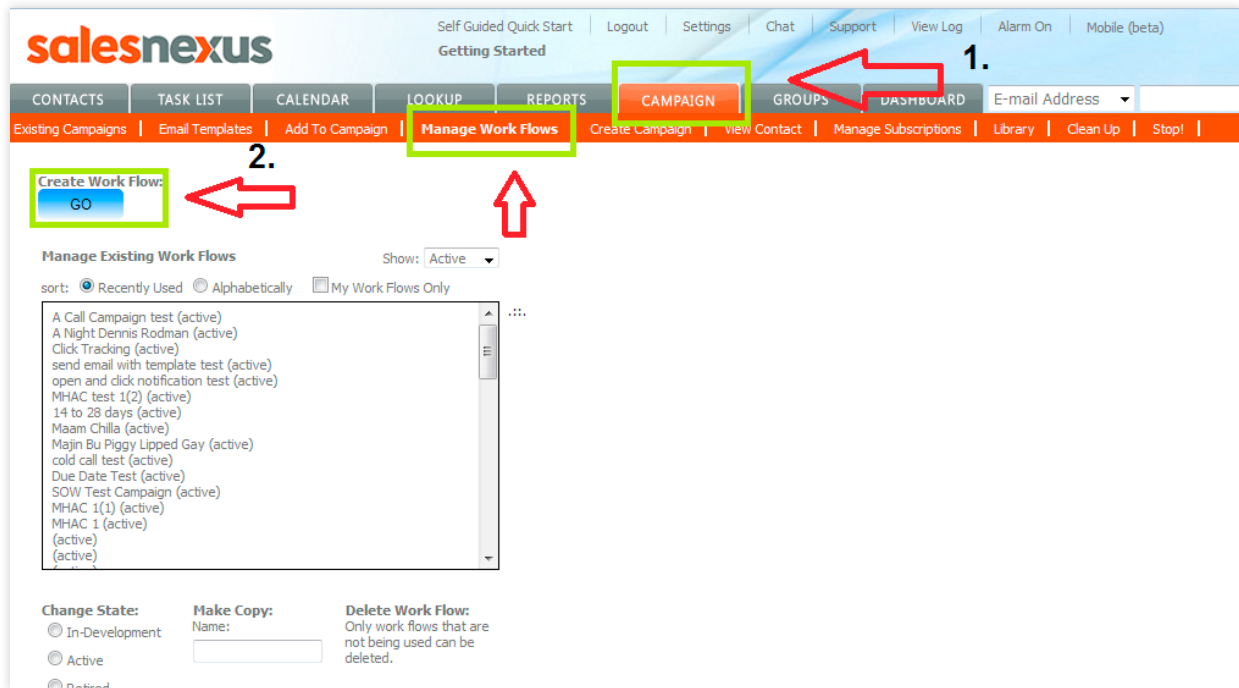 salesnexus
Self Guided Quick Start Logout Settings Chat Support View Log Alarm On Mobile (beta)
Getting Started
1.
CONTACTS TASK LIST CALENDAR LOOKUP REPORTS CAMPAIGN GROUPS DASHBOARD E-mail Address
Existing Campaigns Email Templates Add To Campaign Manage Work Flows Create Campaign View Contact Manage Subscriptions Library Clean Up Stop!
2.
Create Work Flow:
GO
Manage Existing Work Flows Show: Active
sort: Recently Used Alphabetically My Work Flows Only
A Call Campaign test (active)
A Night Dennis Rodman (active)
Click Tracking (active)
send email with template test (active)
open and click notification test (active)
MHAC test 1(2) (active)
14 to 28 days (active)
Maam Chilla (active)
Majin Bu Piggy Lipped Gay (active)
cold call test (active)
Due Date Test (active)
SOW Test Campaign (active)
MHAC 1(1) (active)
MHAC 1 (active)
(active)
(active)
Change State: Make Copy: Delete Work Flow:
In-Development Name: Only work flows that are
not being used can be
Active deleted.
Retired